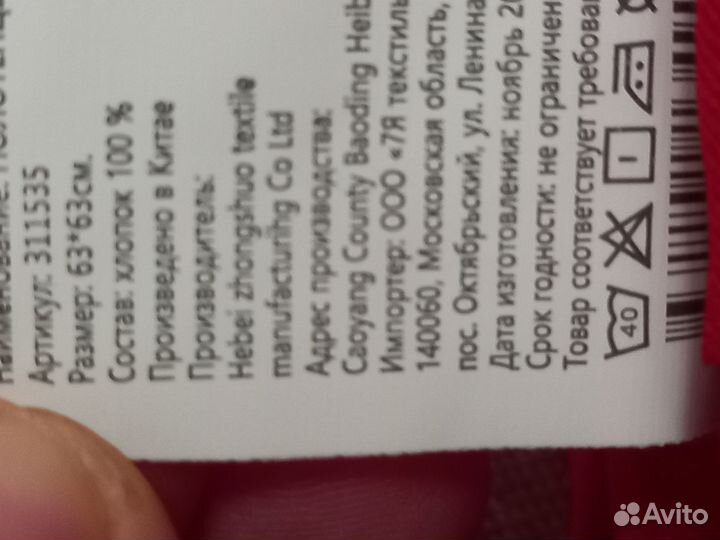 Артикул: 311535
Размер: 63*63см.
Состав: хлопок 100 %
Произведено в Китае
Производитель:
Hebei zhongshuo textile
manufacturing Co Ltd
Адрес производства:
Caoyang County Baoding
Импортер: ООО «7Я текстиль
140060, Московская область,
пос. Октябрьский, ул. Ленина
Дата изготовления: ноябрь
Срок годности: не ограничен
Товар соответствует
40
Avito